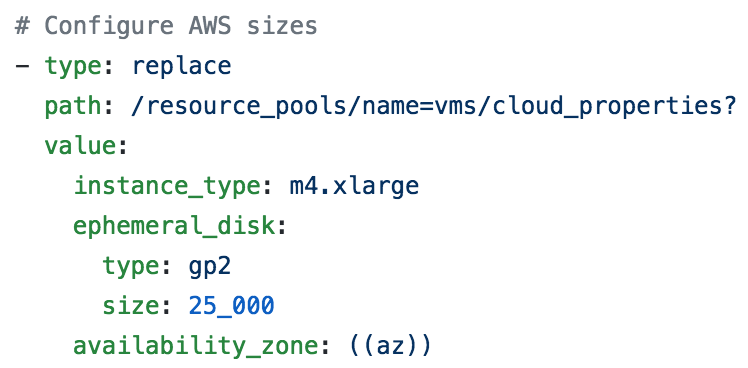 # Configure AWS sizes
- type: replace
  path: /resource_pools/name=vms/cloud_properties?
  value:
    instance_type: m4.xlarge
    ephemeral_disk:
      type: gp2
      size: 25_000
    availability_zone: ((az))